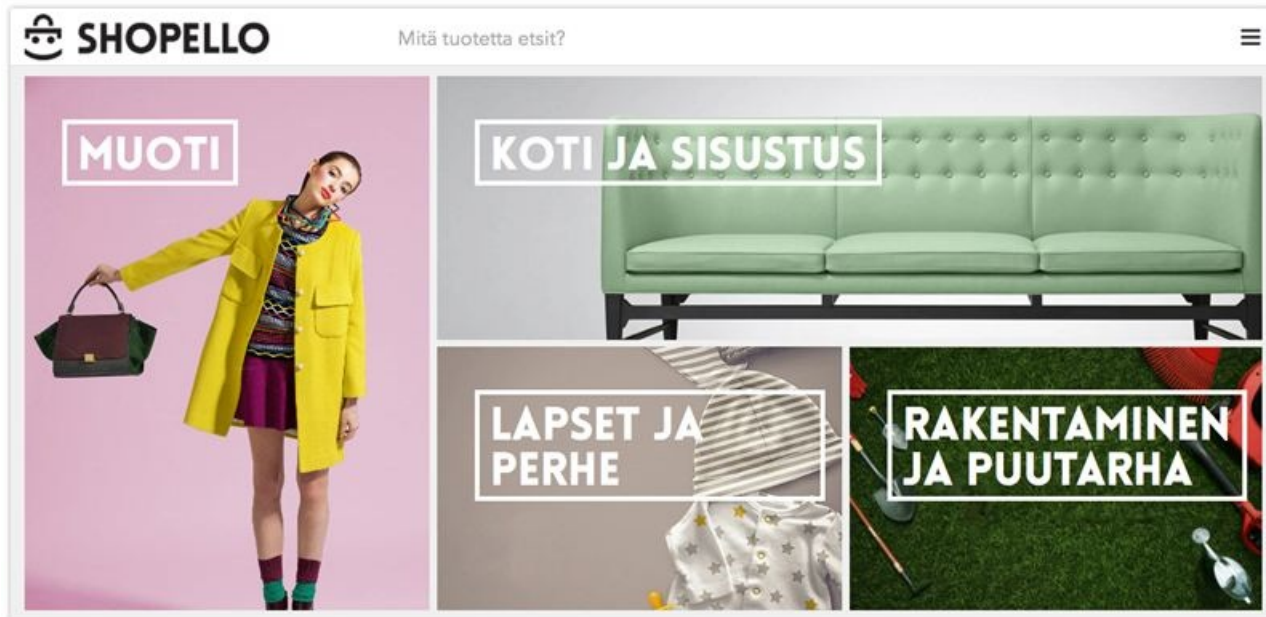 SHOPELLO
Mitä tuotetta etsit?
MUOTI
KOTI JA SISUSTUS
LAPSET JA
PERHE
RAKENTAMINEN
JA PUUTARHA